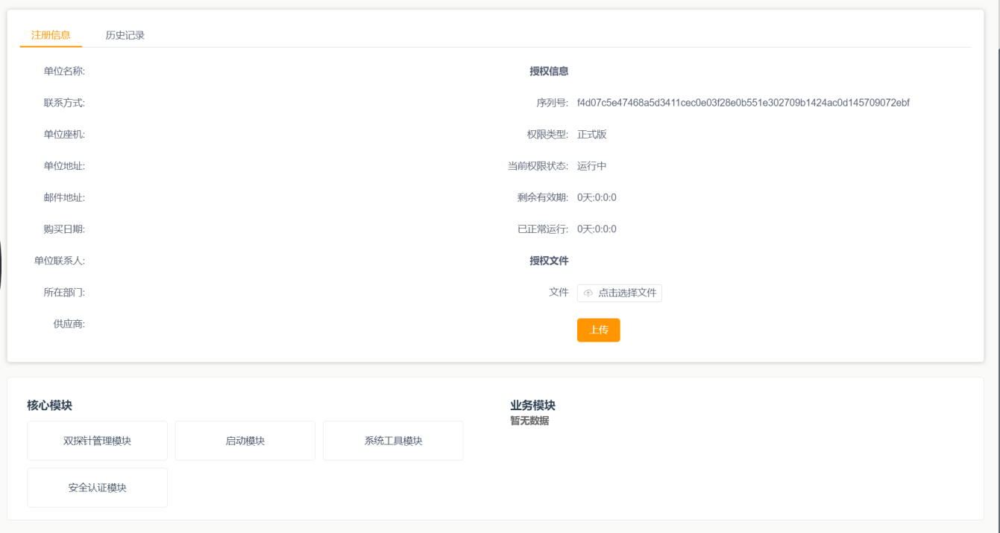 注册信息 历史记录
单位名称:
联系方式:
单位座机:
单位地址:
邮件地址:
购买日期:
单位联系人:
所在部门:
供应商:
授权信息
序列号: f4d07c5e47468a5d3411cec0e03f28e0b551e302709b1424ac0d145709072ebf
权限类型: 正式版
当前权限状态: 运行中
剩余有效期: 0天:0:0:0
已正常运行: 0天:0:0:0
授权文件
文件 点击选择文件
上传
核心模块
双探针管理模块 启动模块 系统工具模块
安全认证模块
业务模块
暂无数据